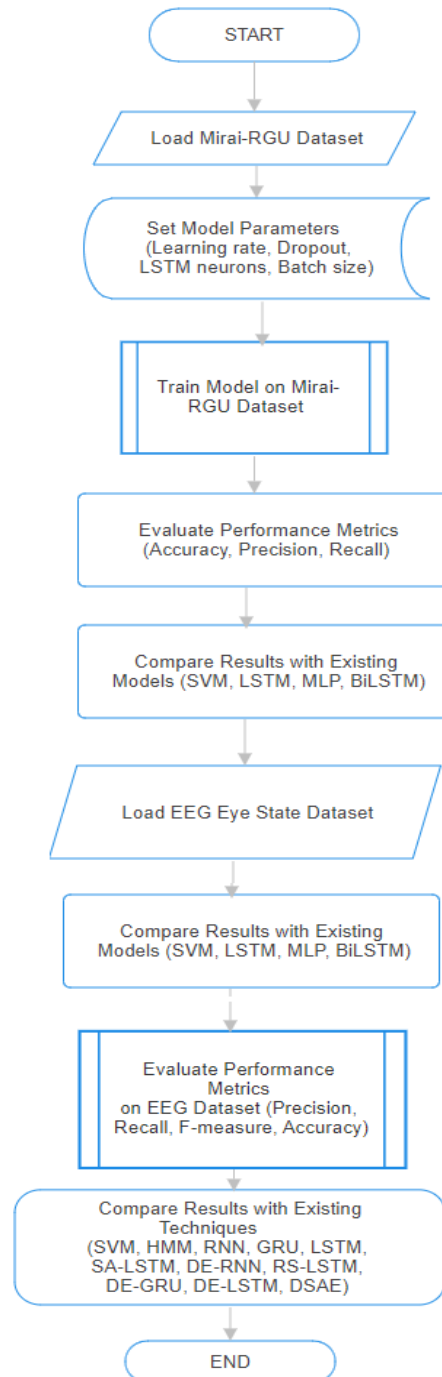 START
Load Mirai-RGU Dataset
Set Model Parameters
(Learning rate, Dropout,
LSTM neurons, Batch size)
Train Model on Mirai-
RGU Dataset
Evaluate Performance Metrics
(Accuracy, Precision, Recall)
Compare Results with Existing
Models (SVM, LSTM, MLP, BiLSTM)
Load EEG Eye State Dataset
Compare Results with Existing
Models (SVM, LSTM, MLP, BiLSTM)
Evaluate Performance
Metrics
on EEG Dataset (Precision,
Recall, F-measure, Accuracy)
Compare Results with Existing
Techniques
(SVM, HMM, RNN, GRU, LSTM,
SA-LSTM, DE-RNN, RS-LSTM,
DE-GRU, DE-LSTM, DSAE)
END